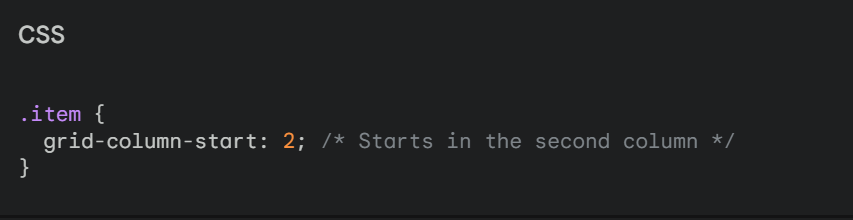 CSS
.item {
  grid-column-start: 2; /* Starts in the second column */
}